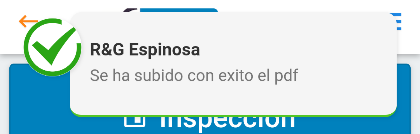 R&G Espinosa
Se ha subido con exito el pdf
Inspección